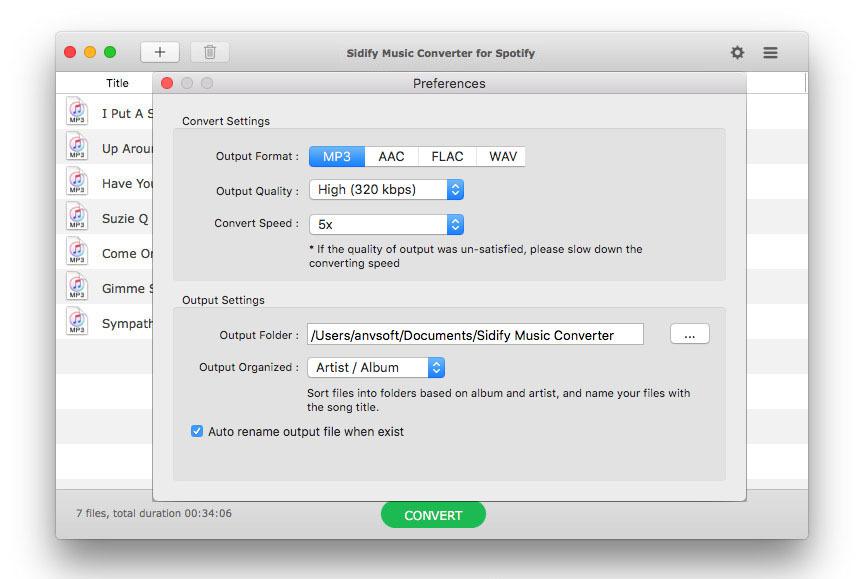 Sidify Music Converter for Spotify
Title
Preferences
MP3 I Put A S
MP3 Up Arou
MP3 Have You
MP3 Suzie Q
MP3 Come O
MP3 Gimme S
MP3 Sympath
Convert Settings
Output Format : MP3 AAC FLAC WAV
Output Quality : High (320 kbps)
Convert Speed : 5x
* If the quality of output was un-satisfied, please slow down the
converting speed
Output Settings
Output Folder : /Users/anvsoft/Documents/Sidify Music Converter ...
Output Organized : Artist / Album
Sort files into folders based on album and artist, and name your files with
the song title.
Auto rename output file when exist
7 files, total duration 00:34:06
CONVERT